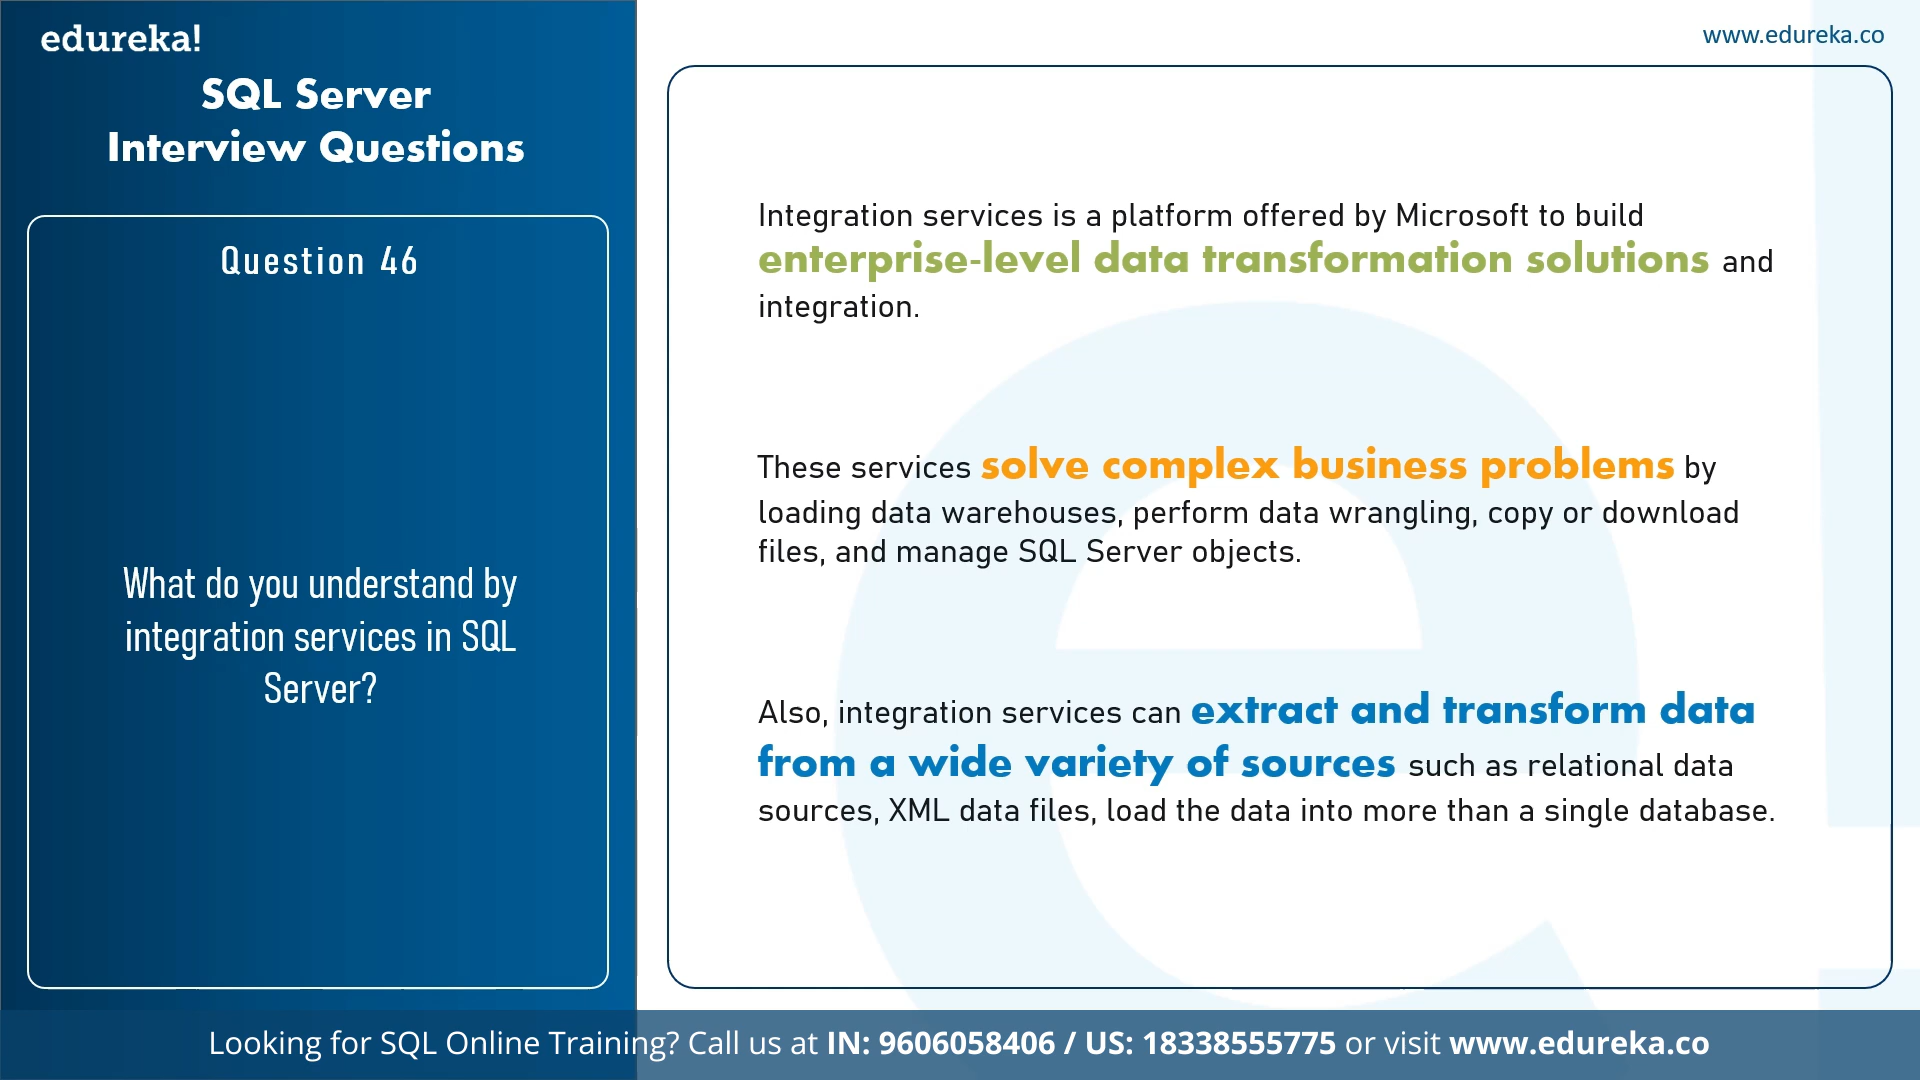 edureka!
SQL Server
Interview Questions
Question 46
What do you understand by
integration services in SQL
Server?
www.edureka.co
Integration services is a platform offered by Microsoft to build
enterprise-level data transformation solutions and
integration.
These services solve complex business problems by
loading data warehouses, perform data wrangling, copy or download
files, and manage SQL Server objects.
Also, integration services can extract and transform data
from a wide variety of sources such as relational data
sources, XML data files, load the data into more than a single database.
Looking for SQL Online Training? Call us at IN: 9606058406 / US: 18338555775 or visit www.edureka.co